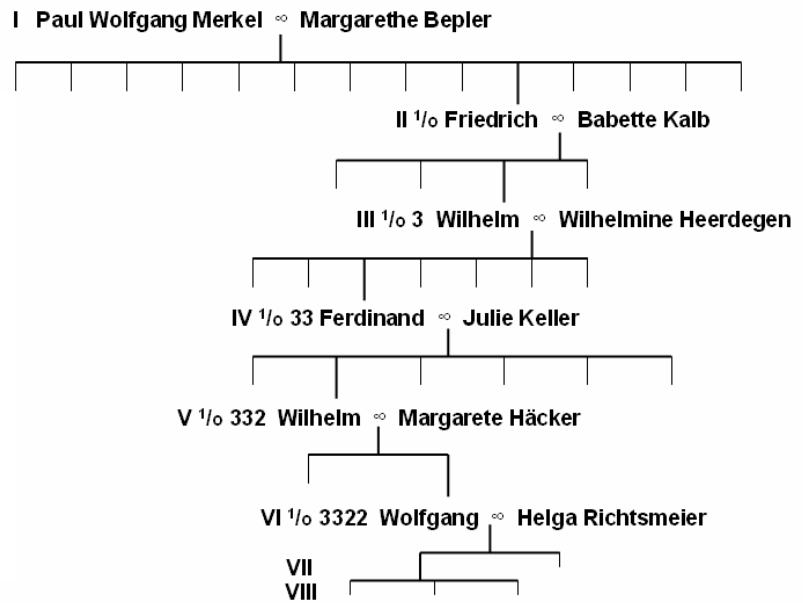 I Paul Wolfgang Merkel ∞ Margarethe Bepler
II ¹/o Friedrich ∞ Babette Kalb
III ¹/o 3 Wilhelm ∞ Wilhelmine Heerdegen
IV ¹/o 33 Ferdinand ∞ Julie Keller
V ¹/o 332 Wilhelm ∞ Margarete Häcker
VI ¹/o 3322 Wolfgang ∞ Helga Richtsmeier
VII
VIII